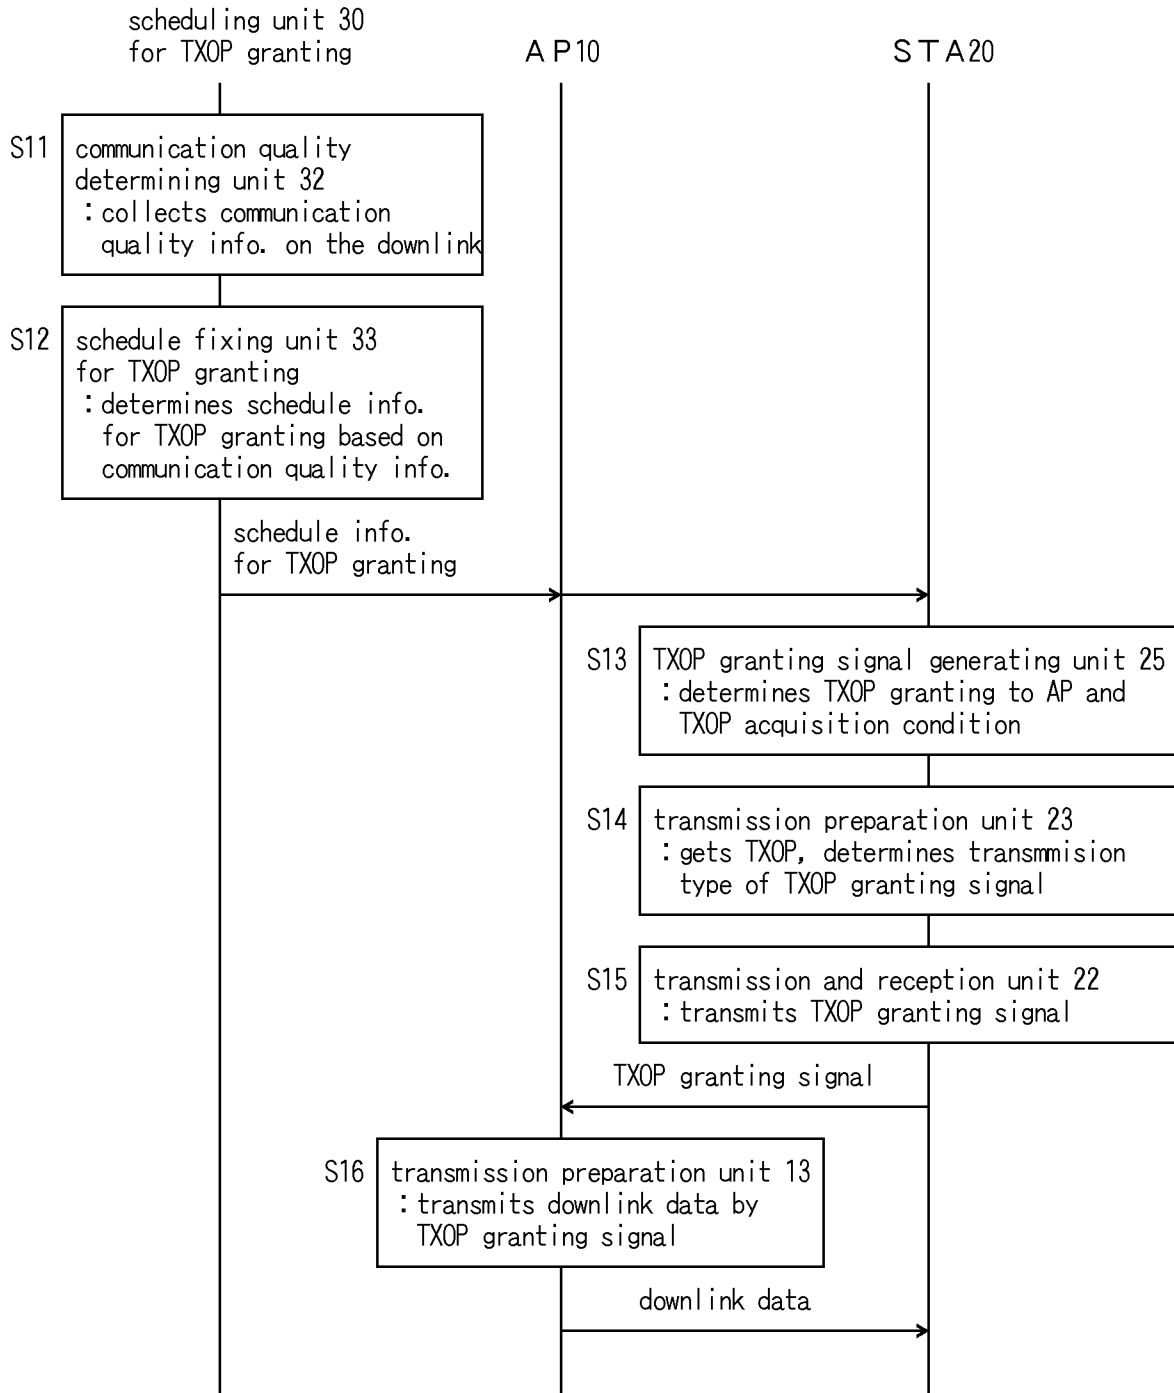 scheduling unit 30
for TXOP granting
AP10
STA20
S11
communication quality
determining unit 32
:collects communication
quality info. on the downlink
S12
schedule fixing unit 33
for TXOP granting
:determines schedule info.
for TXOP granting based on
communication quality info.
schedule info.
for TXOP granting
S13
TXOP granting signal generating unit 25
:determines TXOP granting to AP and
TXOP acquisition condition
S14
transmission preparation unit 23
:gets TXOP, determines transmmision
type of TXOP granting signal
S15
transmission and reception unit 22
:transmits TXOP granting signal
TXOP granting signal
S16
transmission preparation unit 13
:transmits downlink data by
TXOP granting signal
downlink data